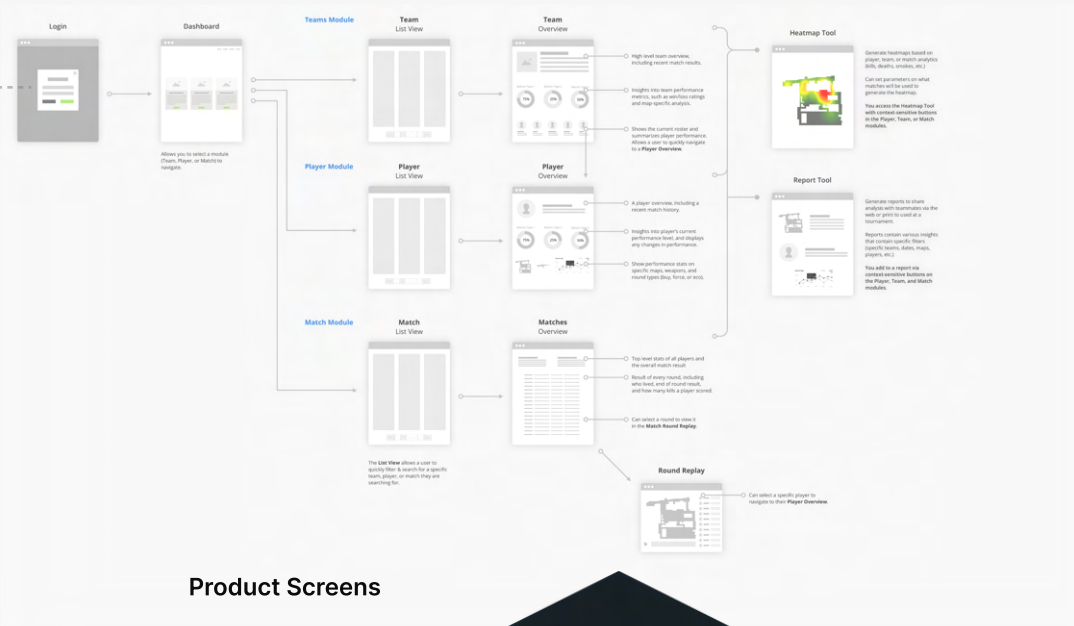 Login
Dashboard
Allows you to select a module
(Team, Player, or Match) to
navigate.
Teams Module
Team
List View
Team
Overview
High level team overview,
including recent match results.
Insights into team performance
metrics, such as win/loss ratings
and map-specific analysis.
Shows the current roster and
summarizes player performance.
Allows a user to quickly navigate
to a Player Overview.
Player Module
Player
List View
Player
Overview
A player overview, including a
recent match history.
Insights into player's current
performance level, and displays
any changes in performance.
Show performance stats on
specific maps, weapons, and
round types (buy, force, or eco).
Match Module
Match
List View
The List View allows a user to
quickly filter & search for a specific
team, player, or match they are
searching for.
Matches
Overview
Top level stats of all players and
the overall match result
Result of every round, including
who lived, end of round result,
and how many kills a player scored.
Can select a round to view it
in the Match Round Replay.
Round Replay
Can select a specific player to
navigate to their Player Overview.
Heatmap Tool
Generate heatmaps based on
player, team, or match analytics
(kills, deaths, smokes, etc.)
Can set parameters on what
matches will be used to
generate the heatmap.
You access the Heatmap Tool
with context-sensitive buttons
in the Player, Team, or Match
modules.
Report Tool
Generate reports to share
analysis with teammates via the
web or print to used at a
tournament.
Reports contain various insights
that contain specific filters
(specific teams, dates, maps,
players, etc.)
You add to a report via
context-sensitive buttons on
the Player, Team, and Match
modules.
Product Screens